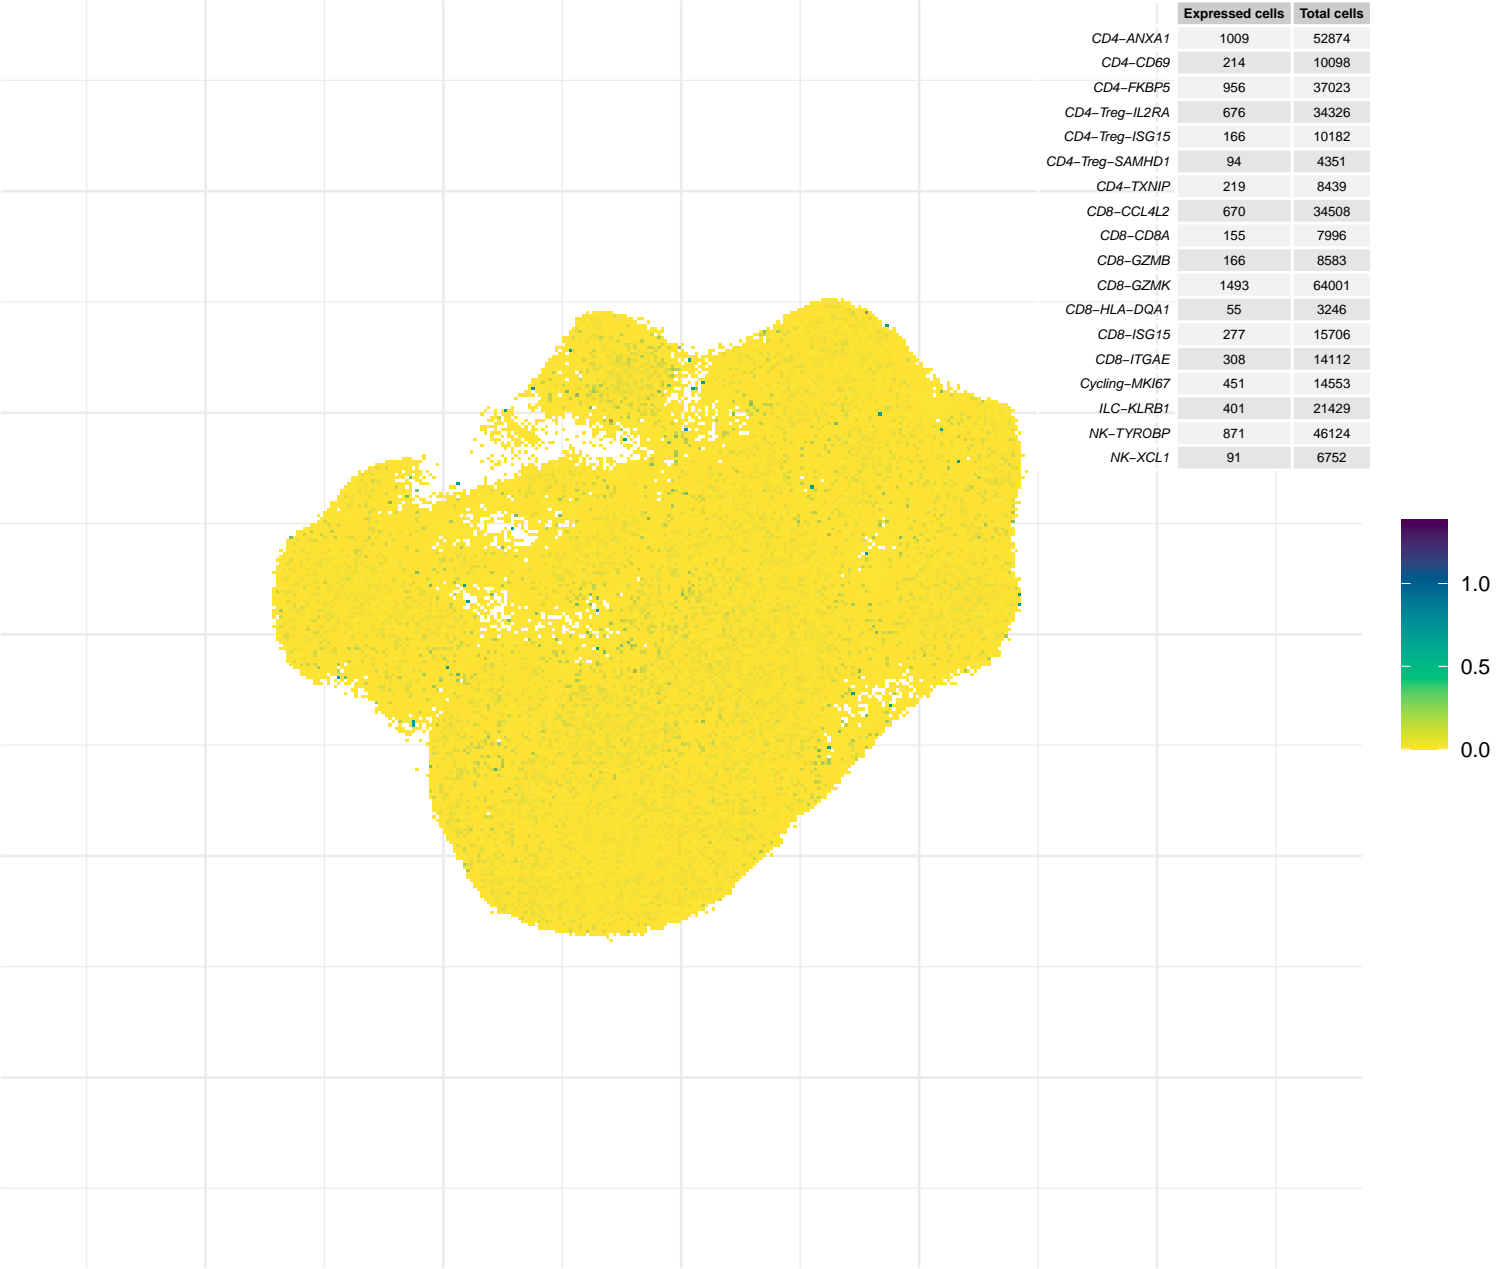 Expressed cells Total cells
CD4−ANXA1 1009 52874
CD4−CD69 214 10098
CD4−FKBP5 956 37023
CD4−Treg−IL2RA 676 34326
CD4−Treg−ISG15 166 10182
CD4−Treg−SAMHD1 94 4351
CD4−TXNIP 219 8439
CD8−CCL4L2 670 34508
CD8−CD8A 155 7996
CD8−GZMB 166 8583
CD8−GZMK 1493 64001
CD8−HLA−DQA1 55 3246
CD8−ISG15 277 15706
CD8−ITGAE 308 14112
Cycling−MKI67 451 14553
ILC−KLRB1 401 21429
NK−TYROBP 871 46124
NK−XCL1 91 6752
1.0
0.5
0.0